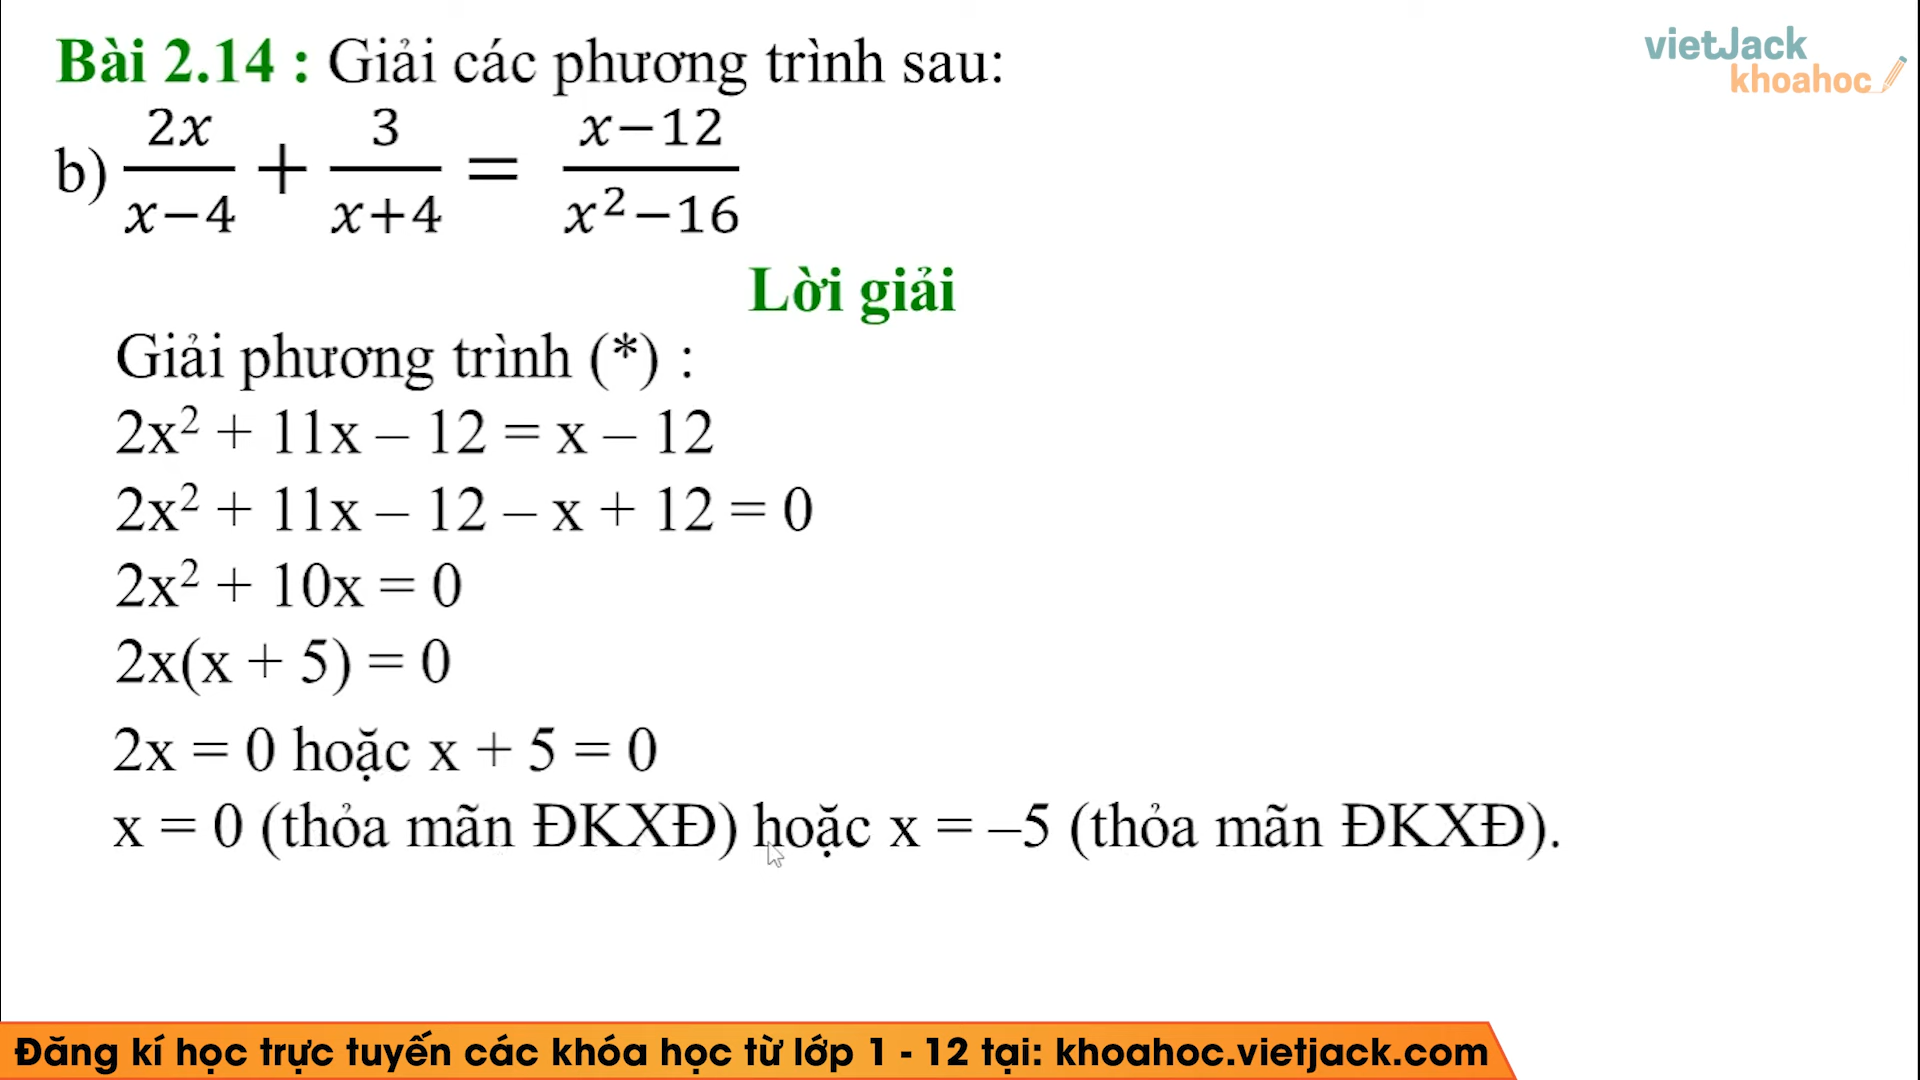 Bài 2.14 : Giải các phương trình sau:
vietJack
khoahoc
b) 2x/(x−4) + 3/(x+4) = (x−12)/(x²−16)
Lời giải
Giải phương trình (*) :
2x² + 11x – 12 = x – 12
2x² + 11x – 12 – x + 12 = 0
2x² + 10x = 0
2x(x + 5) = 0
2x = 0 hoặc x + 5 = 0
x = 0 (thỏa mãn ĐKXĐ) hoặc x = –5 (thỏa mãn ĐKXĐ).
Đăng kí học trực tuyến các khóa học từ lớp 1 - 12 tại: khoahoc.vietjack.com